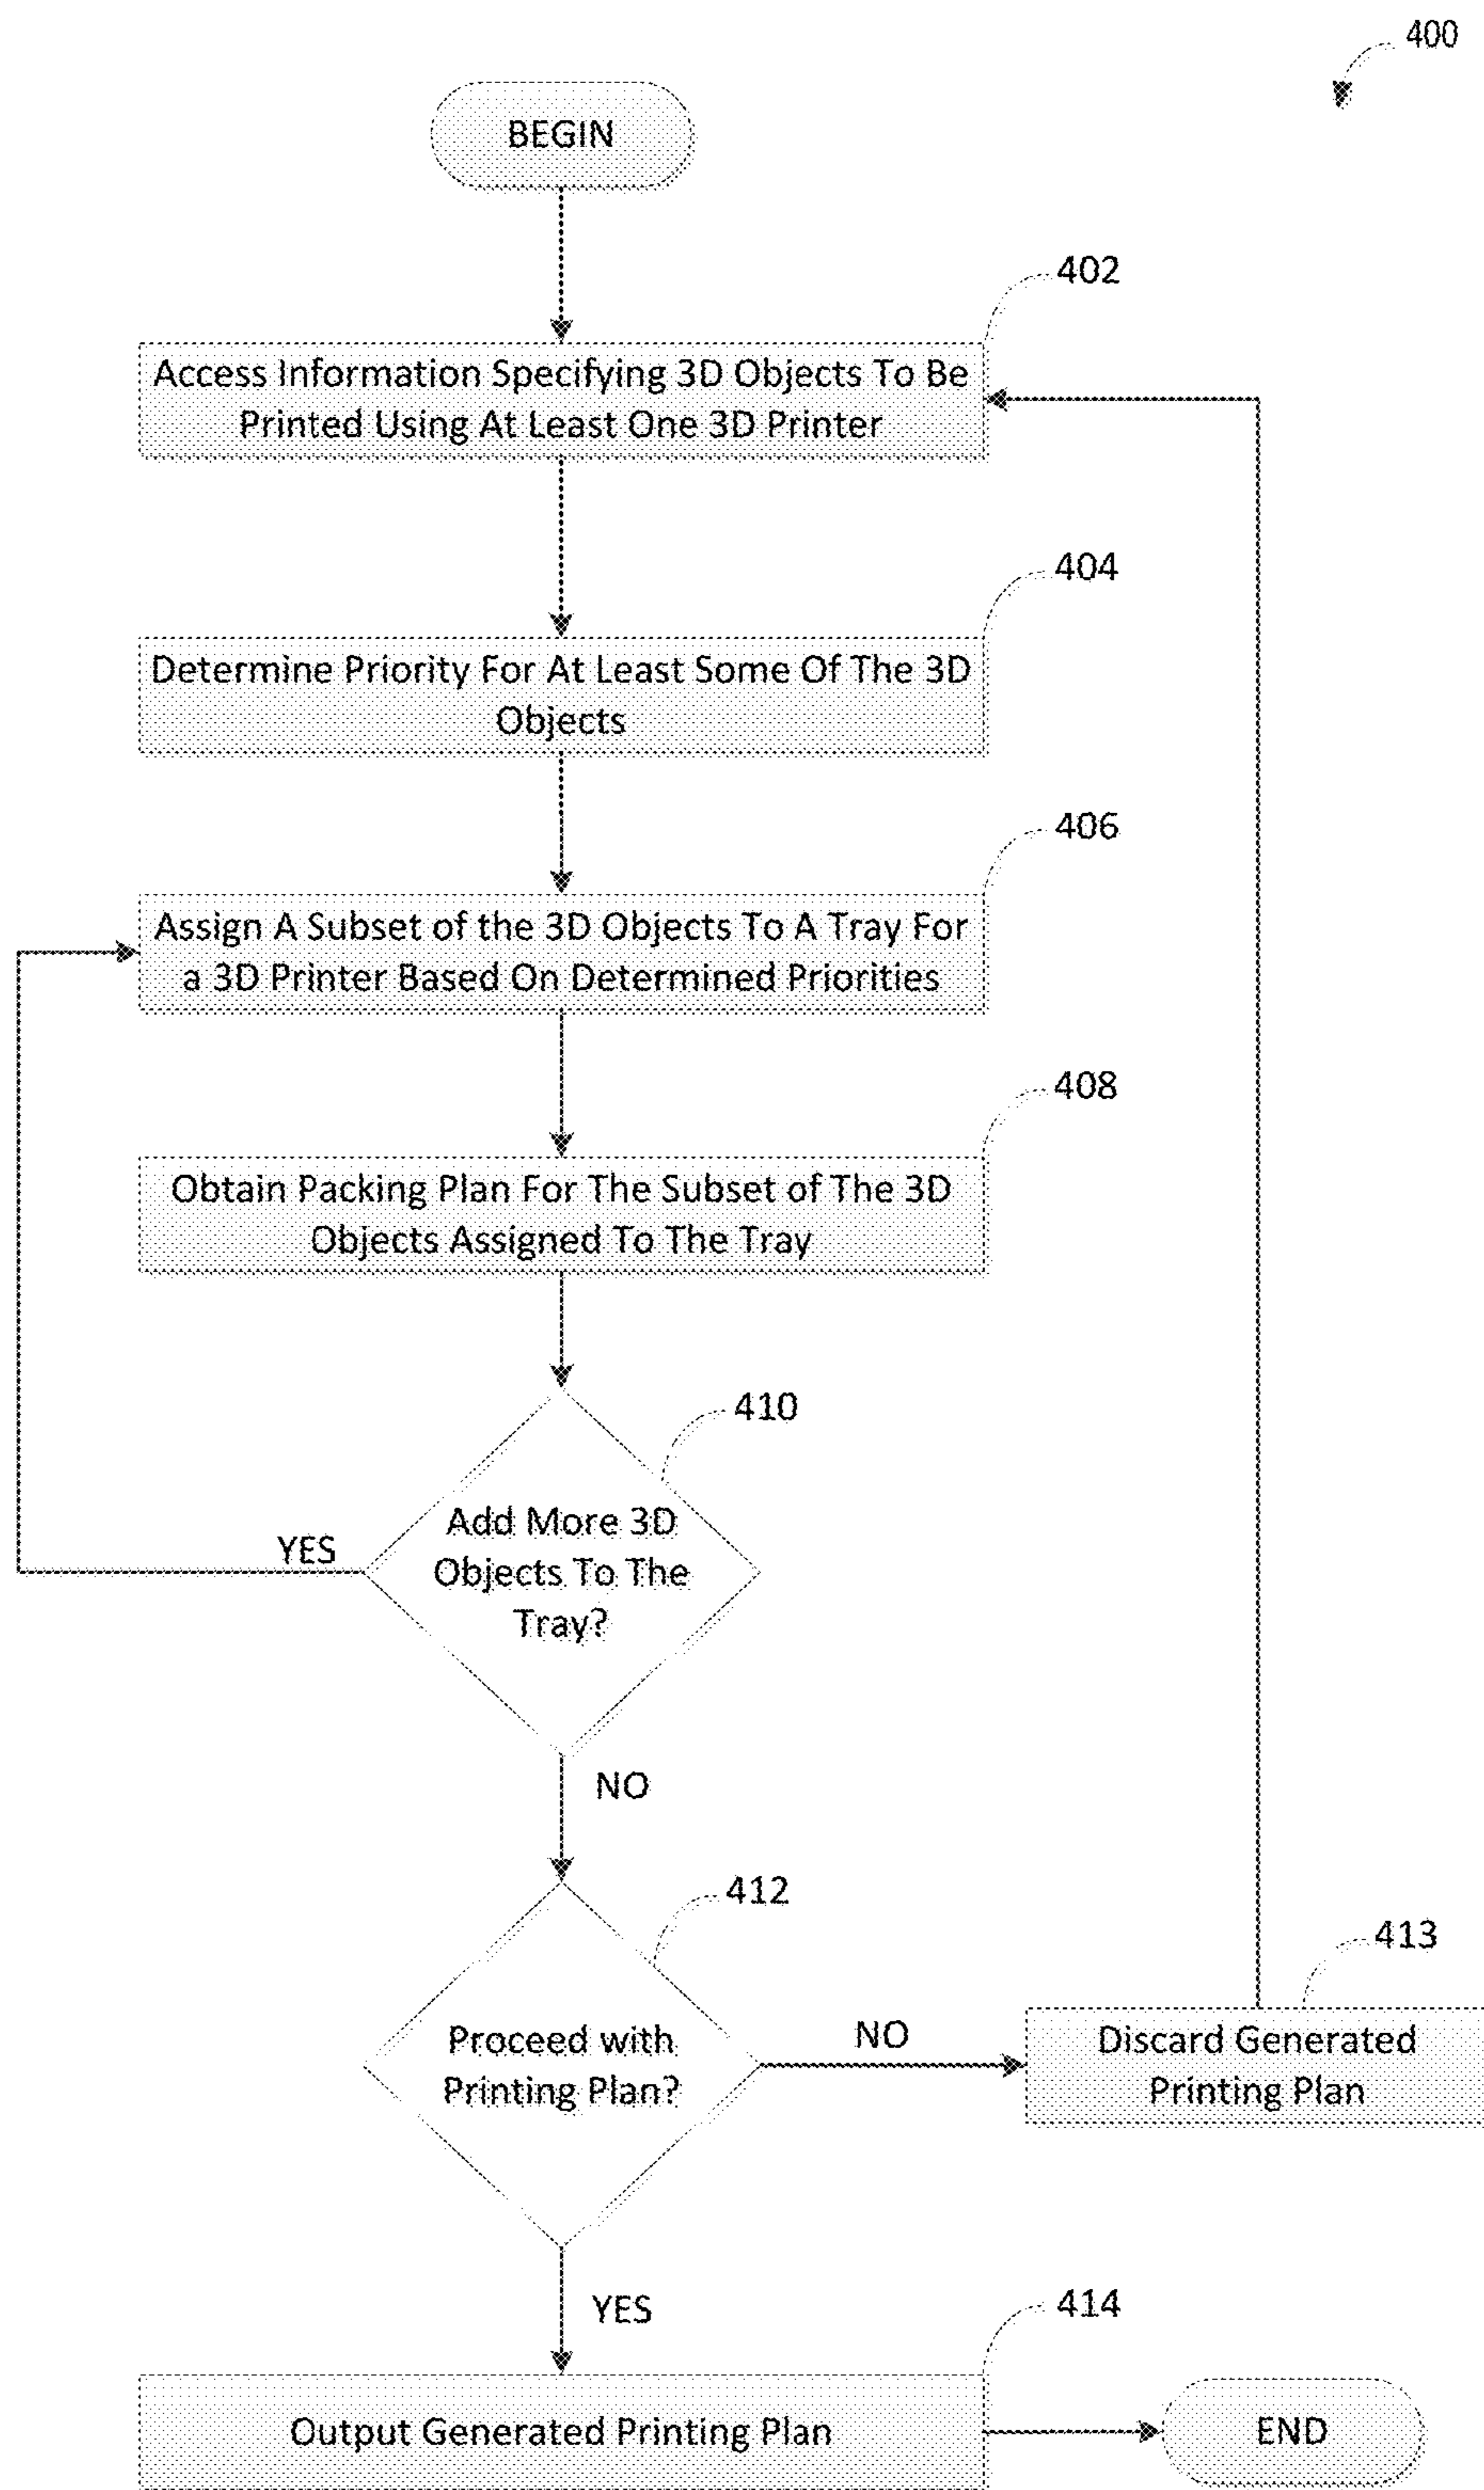 400
BEGIN
402
Access Information Specifying 3D Objects To Be
Printed Using At Least One 3D Printer
404
Determine Priority For At Least Some Of The 3D
Objects
406
Assign A Subset of the 3D Objects To A Tray For
a 3D Printer Based On Determined Priorities
408
Obtain Packing Plan For The Subset of The 3D
Objects Assigned To The Tray
410
Add More 3D
Objects To The
Tray?
YES
NO
412
Proceed with
Printing Plan?
NO
413
Discard Generated
Printing Plan
YES
414
Output Generated Printing Plan
END